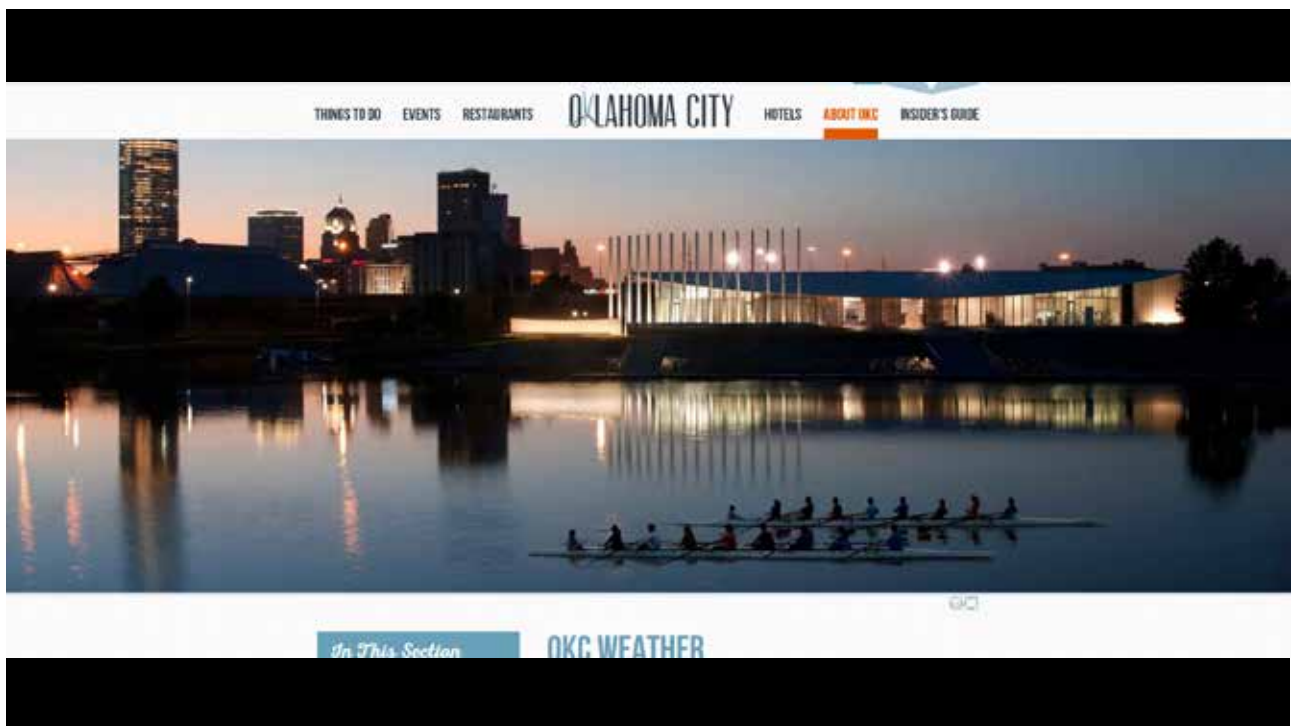 THINGS TO DO EVENTS RESTAURANTS OKLAHOMA CITY HOTELS ABOUT OKC INSIDER'S GUIDE
In This Section
OKC WEATHER